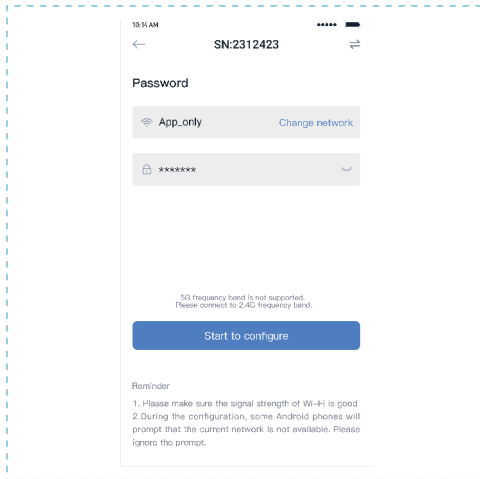 10:14 AM
SN:2312423
Password
App_only Change network
*******
5G frequency band is not supported.
Please connect to 2.4G frequency band.
Start to configure
Reminder
1. Please make sure the signal strength of Wi-Fi is good
2 During the configuration, some Android phones will
prompt that the current network is not available. Please
ignore the prompt.